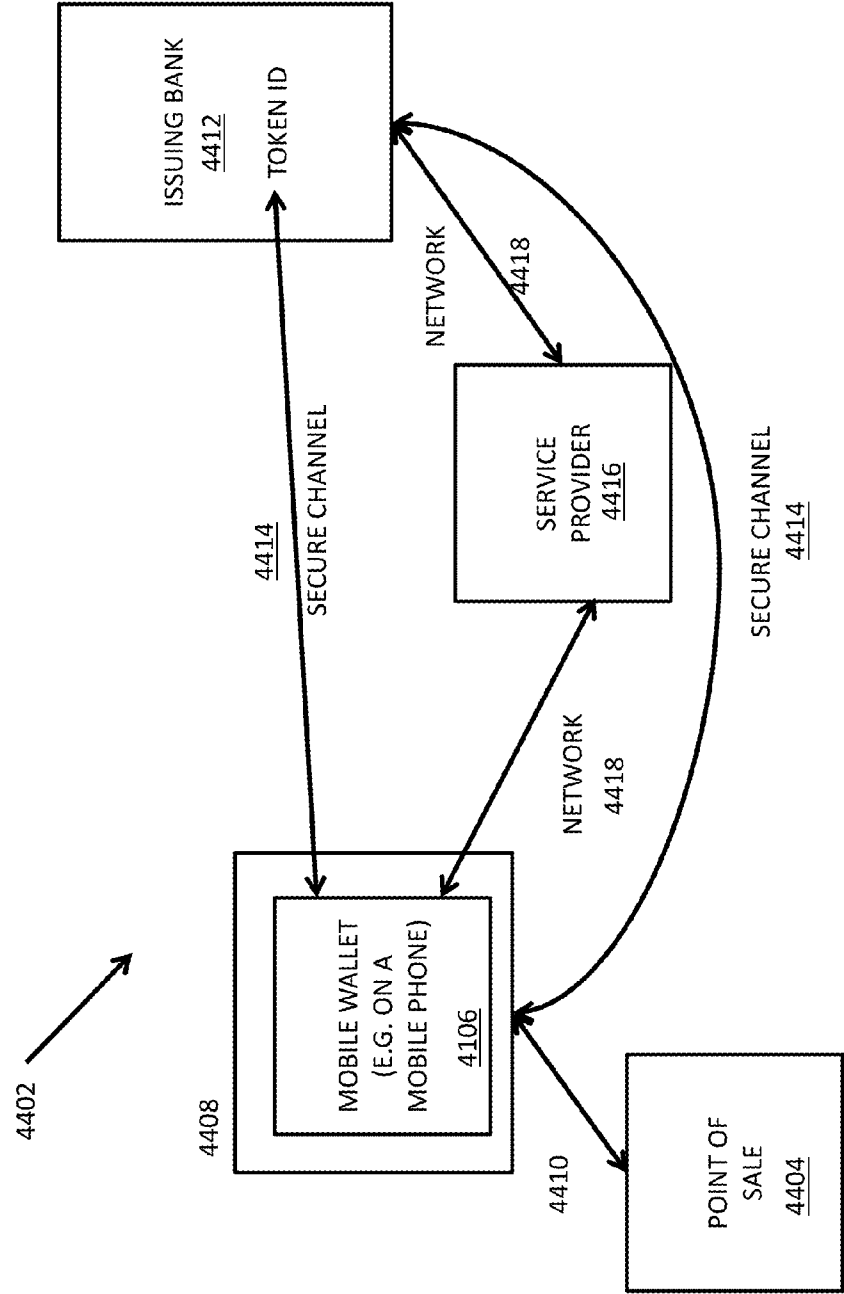 4402
4408
MOBILE WALLET
(E.G. ON A
MOBILE PHONE)
4106
4410
POINT OF
SALE
4404
4414
SECURE CHANNEL
NETWORK
4418
SERVICE
PROVIDER
4416
NETWORK
4418
SECURE CHANNEL
4414
ISSUING BANK
4412
TOKEN ID